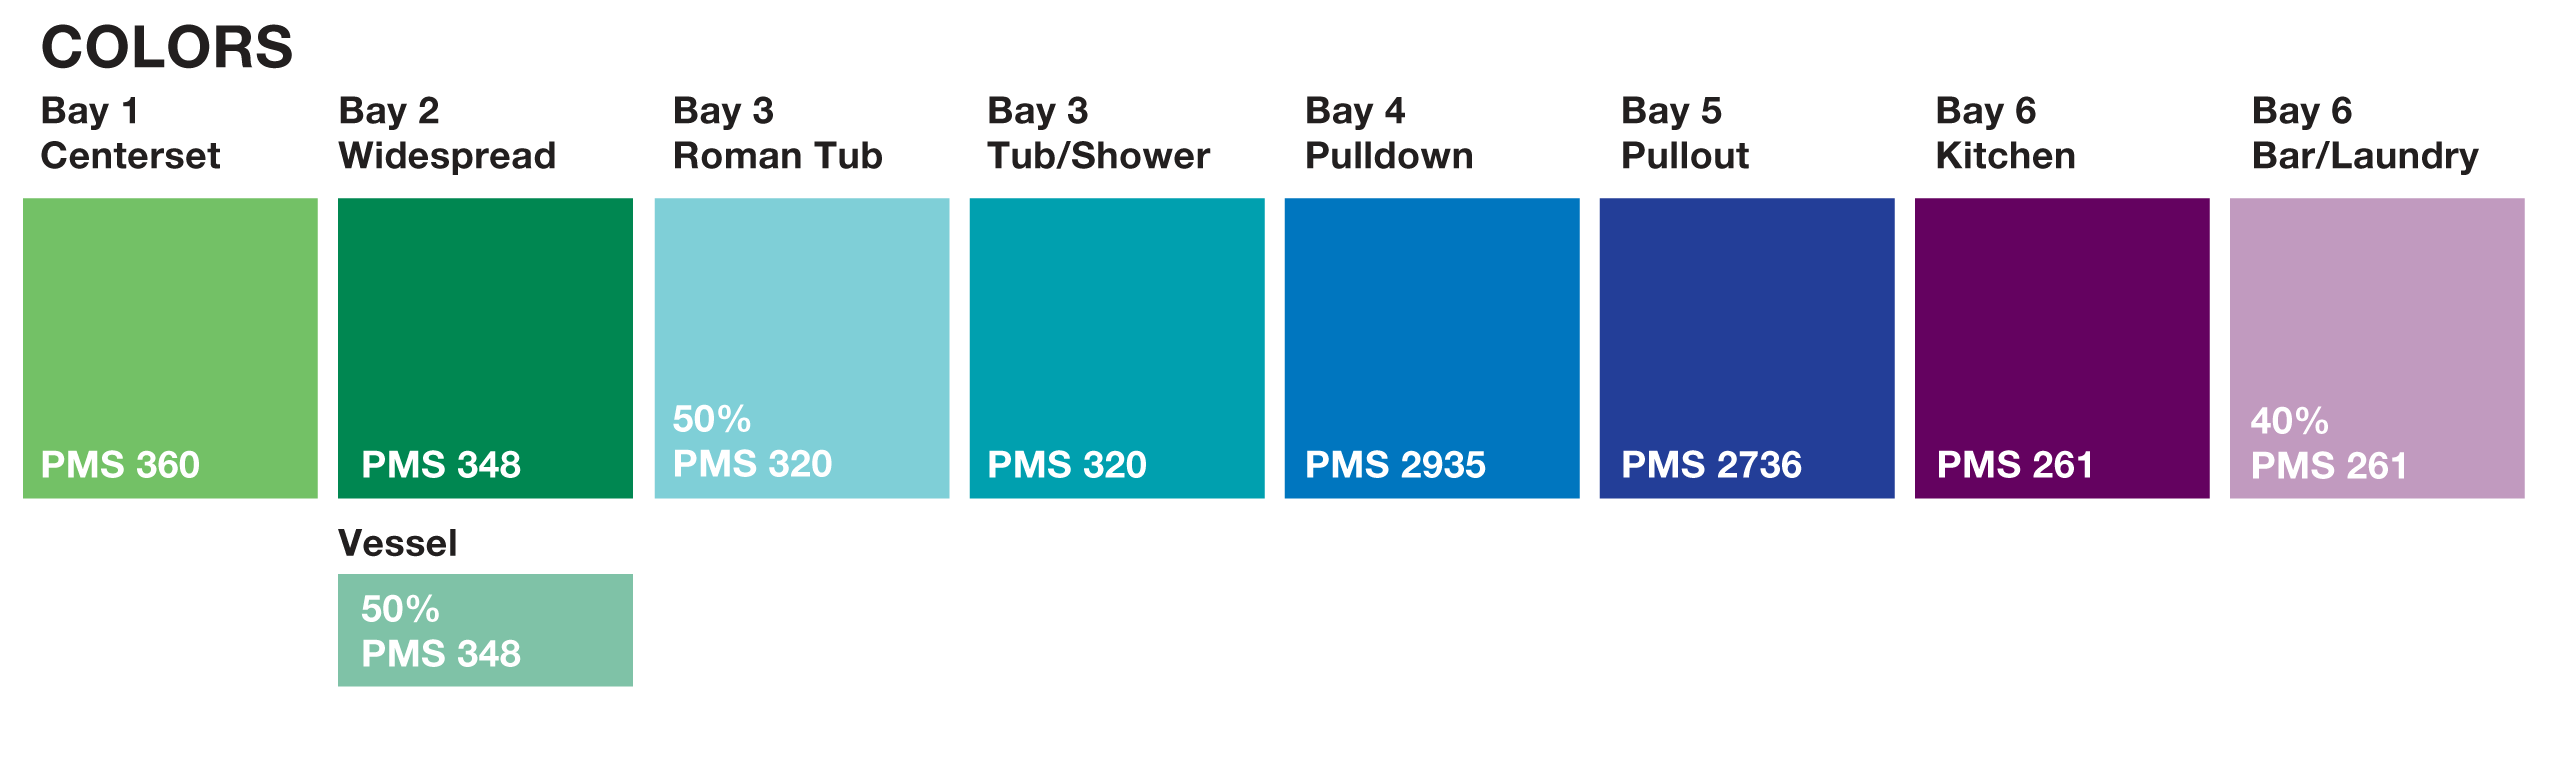 COLORS
Bay 1
Centerset
Bay 2
Widespread
Bay 3
Roman Tub
Bay 3
Tub/Shower
Bay 4
Pulldown
Bay 5
Pullout
Bay 6
Kitchen
Bay 6
Bar/Laundry
PMS 360
PMS 348
50%
PMS 320
PMS 320
PMS 2935
PMS 2736
PMS 261
40%
PMS 261
Vessel
50%
PMS 348